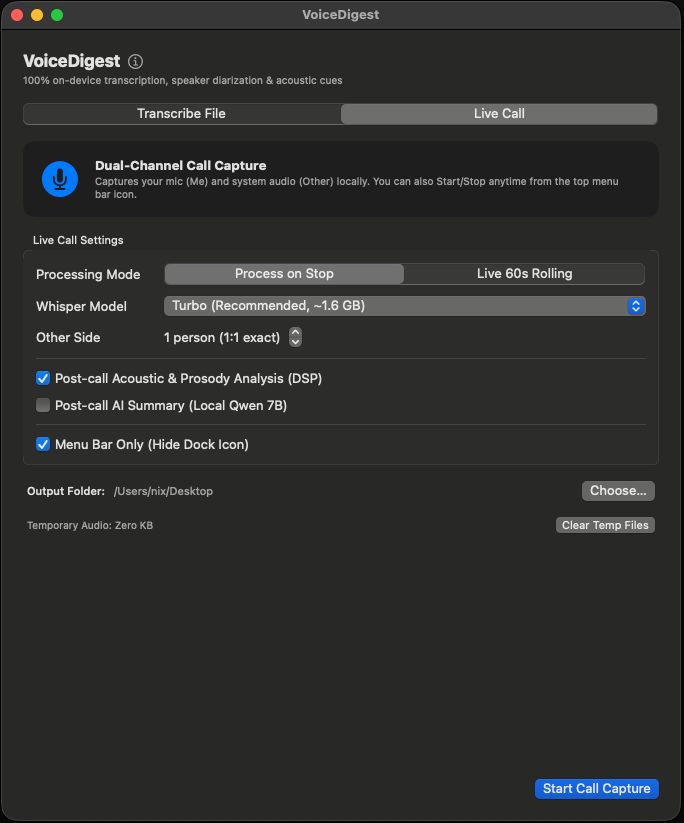 VoiceDigest
VoiceDigest
100% on-device transcription, speaker diarization & acoustic cues
Transcribe File
Live Call
Dual-Channel Call Capture
Captures your mic (Me) and system audio (Other) locally. You can also Start/Stop anytime from the top menu
bar icon.
Live Call Settings
Processing Mode
Process on Stop
Live 60s Rolling
Whisper Model
Turbo (Recommended, ~1.6 GB)
Other Side
1 person (1:1 exact)
Post-call Acoustic & Prosody Analysis (DSP)
Post-call AI Summary (Local Qwen 7B)
Menu Bar Only (Hide Dock Icon)
Output Folder: /Users/nix/Desktop
Choose...
Temporary Audio: Zero KB
Clear Temp Files
Start Call Capture